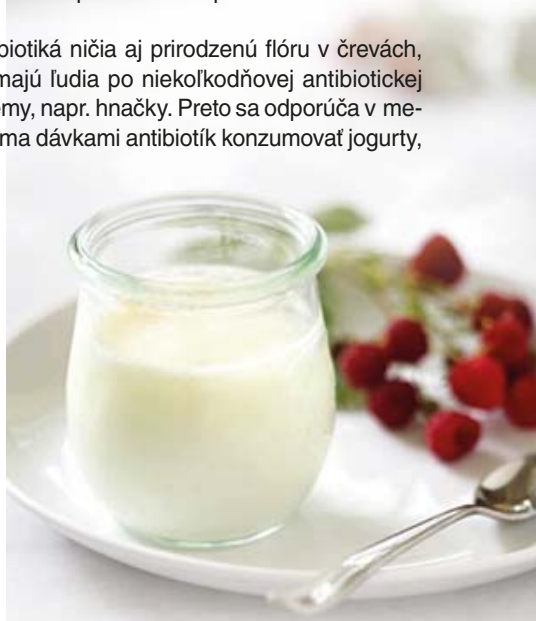 biotiká ničia aj prirodzenú flóru v črevách,
majú ľudia po niekoľkodňovej antibiotickej
émy, napr. hnačky. Preto sa odporúča v me-
ma dávkami antibiotík konzumovať jogurty,